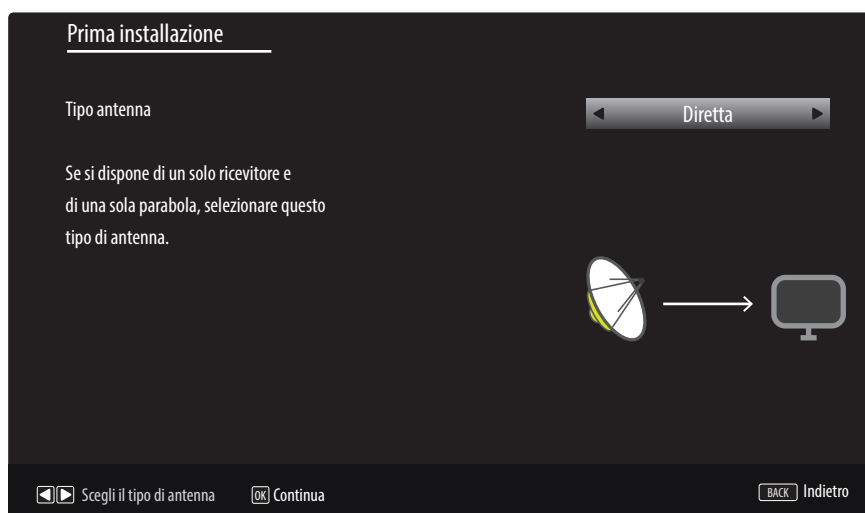 Prima installazione
Tipo antenna
Diretta
Se si dispone di un solo ricevitore e
di una sola parabola, selezionare questo
tipo di antenna.
Scegli il tipo di antenna
OK Continua
BACK Indietro